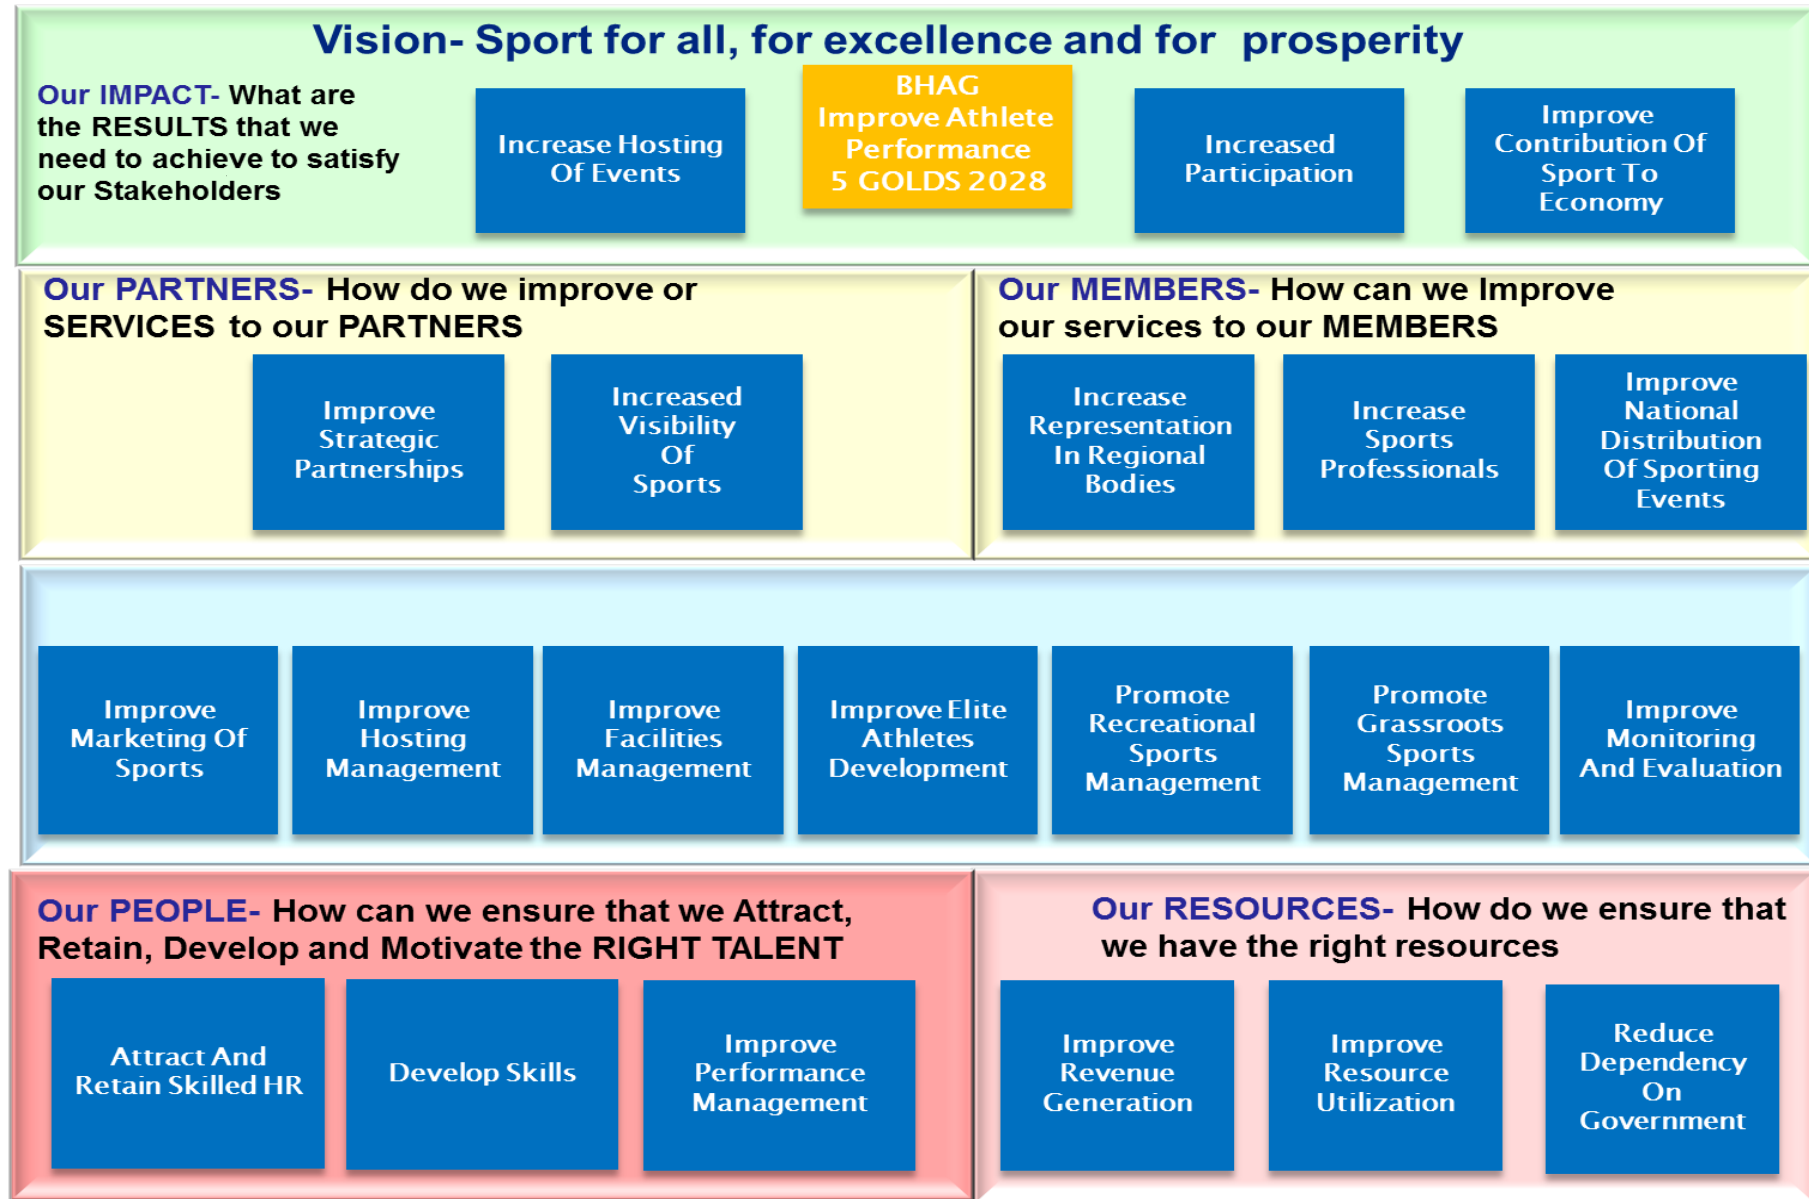 Vision- Sport for all, for excellence and for prosperity
Our IMPACT- What are
the RESULTS that we
need to achieve to satisfy
our Stakeholders
Increase Hosting
Of Events
BHAG
Improve Athlete
Performance
5 GOLDS 2028
Increased
Participation
Improve
Contribution Of
Sport To
Economy
Our PARTNERS- How do we improve or
SERVICES to our PARTNERS
Improve
Strategic
Partnerships
Increased
Visibility
Of
Sports
Our MEMBERS- How can we Improve
our services to our MEMBERS
Increase
Representation
In Regional
Bodies
Increase
Sports
Professionals
Improve
National
Distribution
Of Sporting
Events
Improve
Marketing Of
Sports
Improve
Hosting
Management
Improve
Facilities
Management
Improve Elite
Athletes
Development
Promote
Recreational
Sports
Management
Promote
Grassroots
Sports
Management
Improve
Monitoring
And Evaluation
Our PEOPLE- How can we ensure that we Attract,
Retain, Develop and Motivate the RIGHT TALENT
Attract And
Retain Skilled HR
Develop Skills
Improve
Performance
Management
Our RESOURCES- How do we ensure that
we have the right resources
Improve
Revenue
Generation
Improve
Resource
Utilization
Reduce
Dependency
On
Government